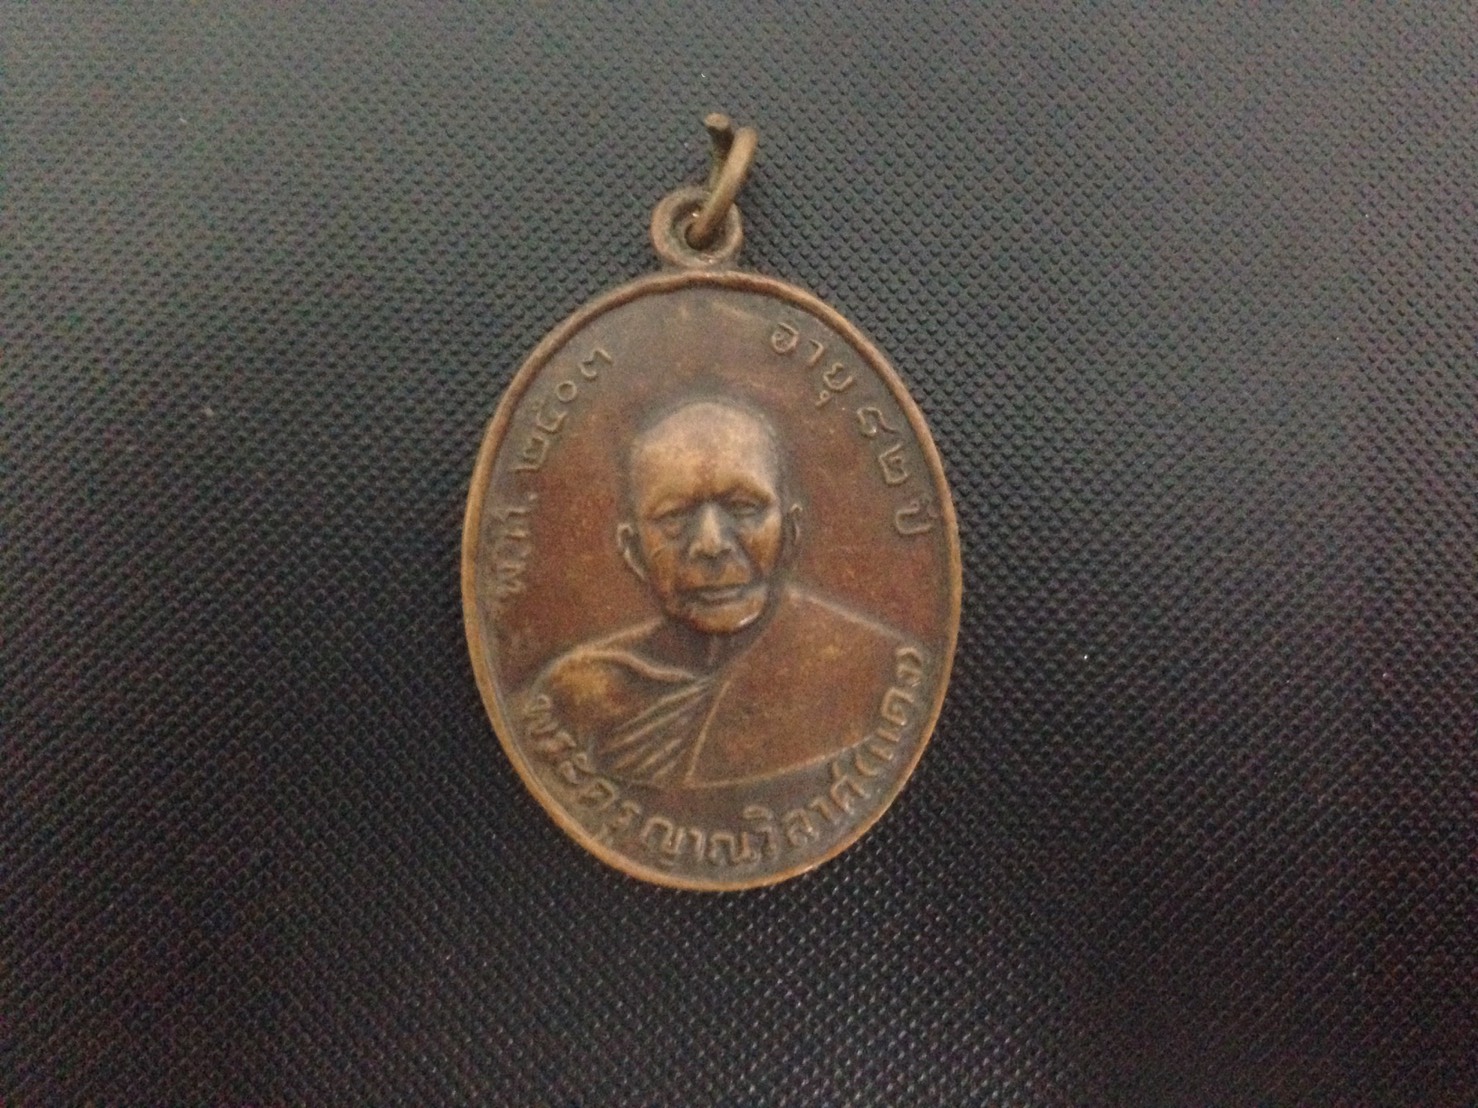 พ.ศ. ๒๕๐๓
อายุ ๘๒ ปี
พระครูญาณวิลาศ(แดง)